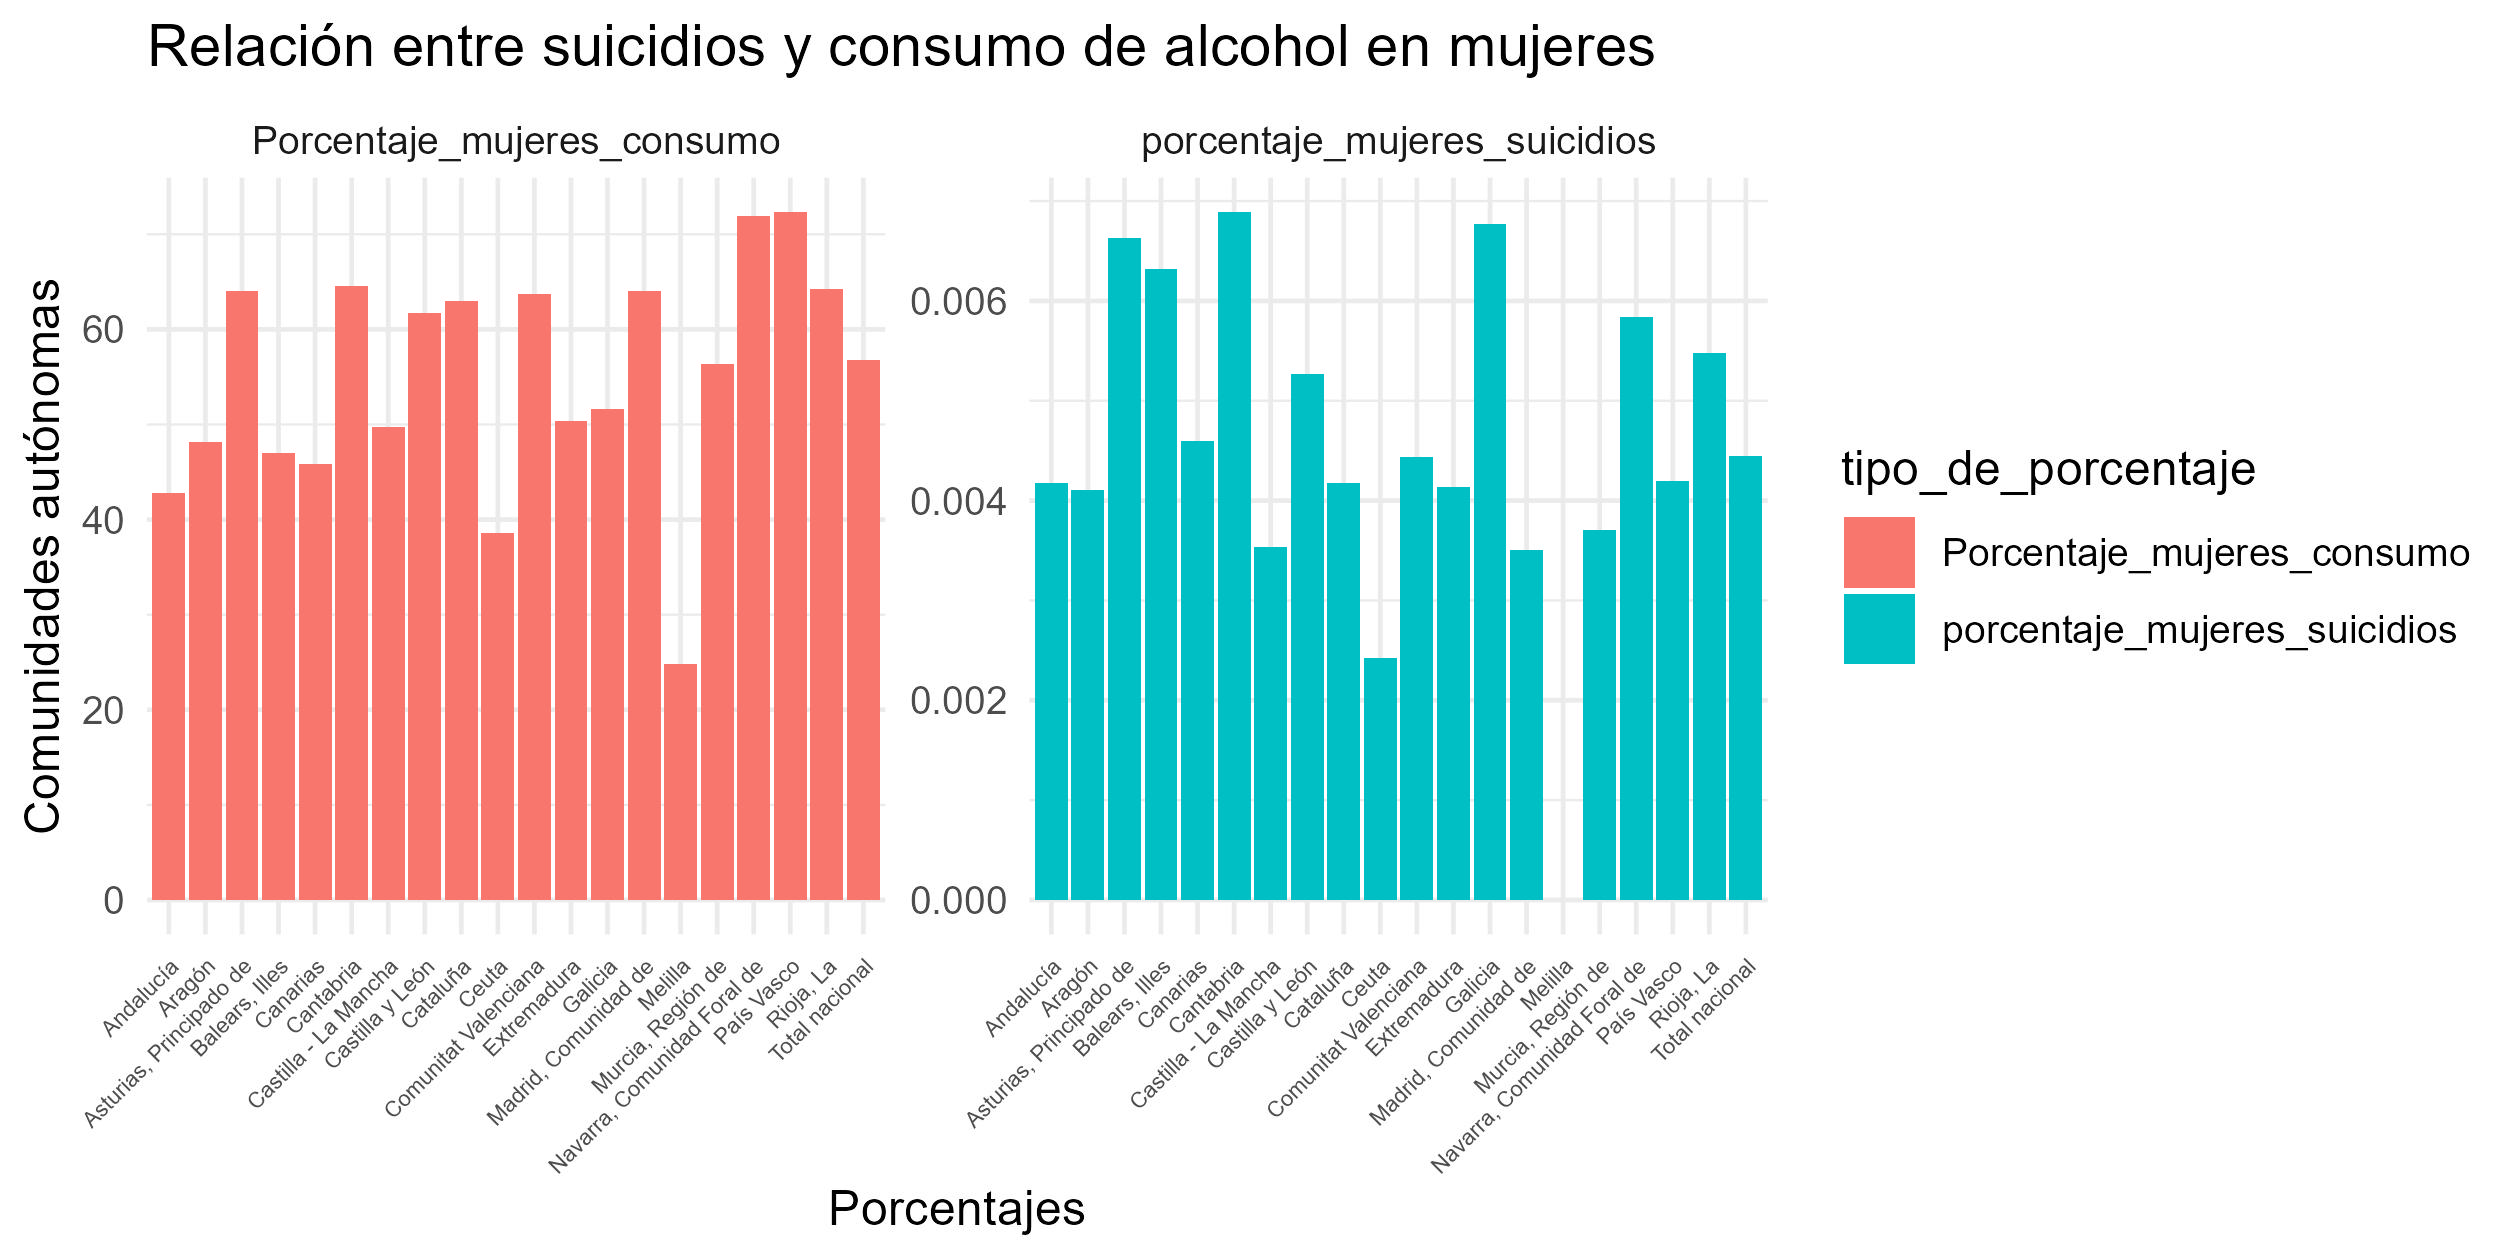 Relación entre suicidios y consumo de alcohol en mujeres
Porcentaje_mujeres_consumo
porcentaje_mujeres_suicidios
Comunidades autónomas
60
40
20
0
0.006
0.004
0.002
0.000
Andalucía
Aragón
Asturias, Principado de
Balears, Illes
Canarias
Cantabria
Castilla - La Mancha
Castilla y León
Cataluña
Ceuta
Comunitat Valenciana
Extremadura
Galicia
Madrid, Comunidad de
Melilla
Murcia, Región de
Navarra, Comunidad Foral de
País Vasco
Rioja, La
Total nacional
Andalucía
Aragón
Asturias, Principado de
Balears, Illes
Canarias
Cantabria
Castilla - La Mancha
Castilla y León
Cataluña
Ceuta
Comunitat Valenciana
Extremadura
Galicia
Madrid, Comunidad de
Melilla
Murcia, Región de
Navarra, Comunidad Foral de
País Vasco
Rioja, La
Total nacional
Porcentajes
tipo_de_porcentaje
Porcentaje_mujeres_consumo
porcentaje_mujeres_suicidios